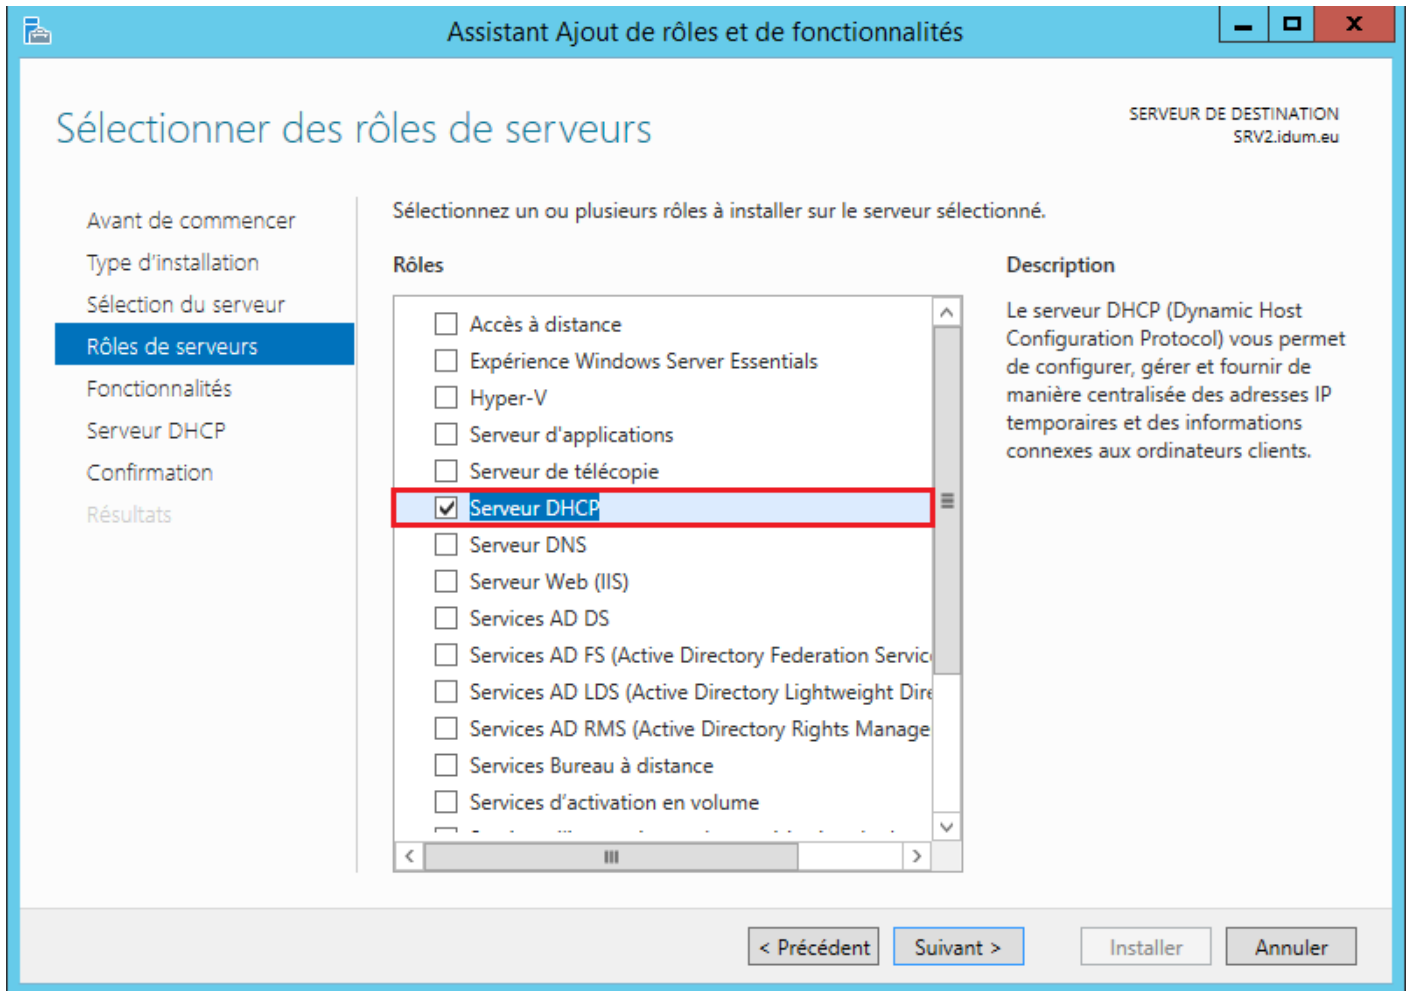 Assistant Ajout de rôles et de fonctionnalités
Sélectionner des rôles de serveurs
SERVEUR DE DESTINATION
SRV2.idum.eu
Avant de commencer
Type d'installation
Sélection du serveur
Rôles de serveurs
Fonctionnalités
Serveur DHCP
Confirmation
Résultats
Sélectionnez un ou plusieurs rôles à installer sur le serveur sélectionné.
Rôles
Accès à distance
Expérience Windows Server Essentials
Hyper-V
Serveur d'applications
Serveur de télécopie
Serveur DHCP
Serveur DNS
Serveur Web (IIS)
Services AD DS
Services AD FS (Active Directory Federation Servic
Services AD LDS (Active Directory Lightweight Dire
Services AD RMS (Active Directory Rights Manage
Services Bureau à distance
Services d'activation en volume
Description
Le serveur DHCP (Dynamic Host
Configuration Protocol) vous permet
de configurer, gérer et fournir de
manière centralisée des adresses IP
temporaires et des informations
connexes aux ordinateurs clients.
< Précédent
Suivant >
Installer
Annuler